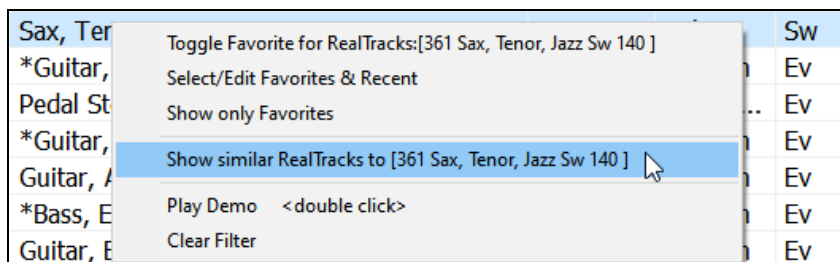 Sax, Ter Sw
Toggle Favorite for RealTracks:[361 Sax, Tenor, Jazz Sw 140 ]
*Guitar, Ev
Select/Edit Favorites & Recent
Pedal St ... Ev
Show only Favorites
*Guitar, Ev
Show similar RealTracks to [361 Sax, Tenor, Jazz Sw 140 ]
Guitar, Ev
*Bass, E Ev
Play Demo <double click>
Guitar, E Ev
Clear Filter